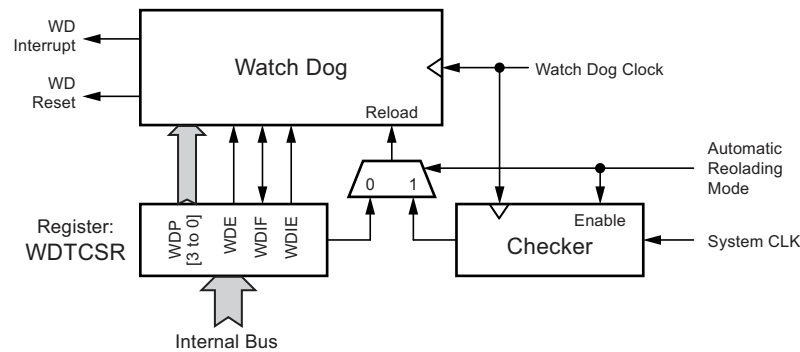 WD
Interrupt
WD
Reset
Watch Dog
Reload
Watch Dog Clock
Automatic
Reolading
Mode
0 1
Register:
WDTCSR
WDP
[3 to 0]
WDE
WDIF
WDIE
Enable
Checker
System CLK
Internal Bus